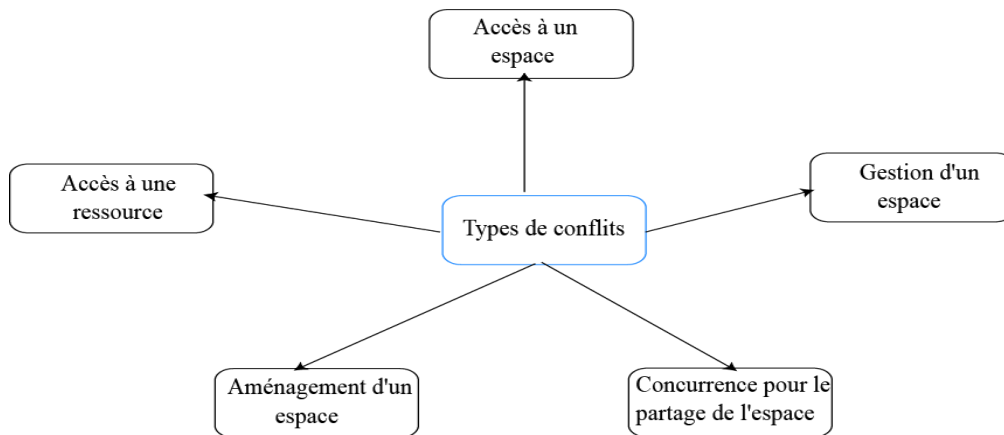 Accès à un
espace
Accès à une
ressource
Gestion d'un
espace
Types de conflits
Aménagement d'un
espace
Concurrence pour le
partage de l'espace